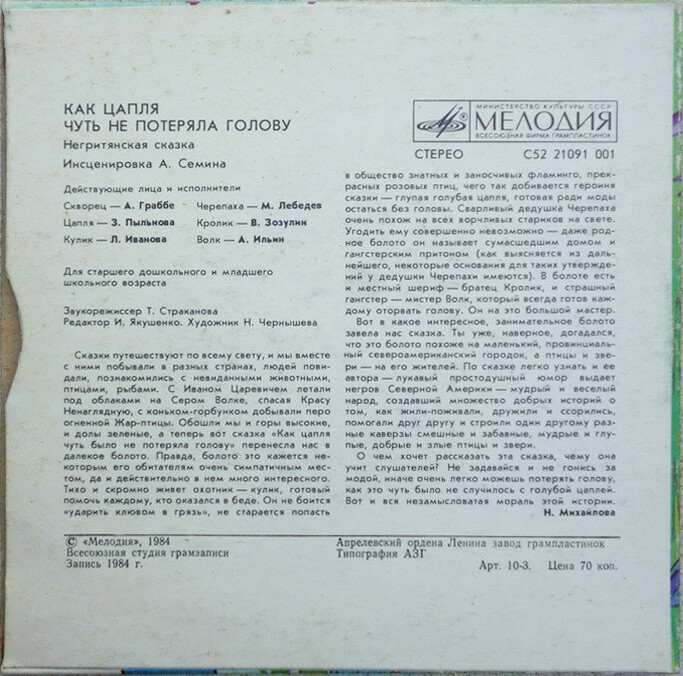 КАК ЦАПЛЯ
ЧУТЬ НЕ ПОТЕРЯЛА ГОЛОВУ
Негритянская сказка
Инсценировка А. Семина
МИНИСТЕРСТВО КУЛЬТУРЫ СССР
МЕЛОДИЯ
ВСЕСОЮЗНАЯ ФИРМА ГРАМПЛАСТИНОК
СТЕРЕО С52 21091 001
Действующие лица и исполнители
Скворец — А. Граббе Черепаха — М. Лебедев
Цапля — З. Пыльнова Кролик — В. Зозулин
Кулик — Л. Иванова Волк — А. Ильин
Для старшего дошкольного и младшего
школьного возраста
Звукорежиссер Т. Страканова
Редактор И. Якушенко. Художник Н. Чернышева
Сказки путешествуют по всему свету, и мы вместе
с ними побывали в разных странах, людей пови-
дали, познакомились с невиданными животными,
птицами, рыбами. С Иваном Царевичем летали
под облаками на Сером Волке, спасая Красу
Ненаглядную, с коньком-горбунком добывали перо
огненной Жар-птицы. Обошли мы и горы высокие,
и долы зеленые, а теперь вот сказка «Как цапля
чуть было не потеряла голову» перенесла нас в
далекое болото. Правда, болото это кажется не-
которым его обитателям очень симпатичным мес-
том, да и действительно в нем много интересного.
Тихо и скромно живет охотник — кулик, готовый
помочь каждому, кто оказался в беде. Он не боится
«ударить клювом в грязь», не старается попасть
в общество знатных и заносчивых фламинго, прек-
расных розовых птиц, чего так добивается героиня
сказки — глупая голубая цапля, готовая ради моды
остаться без головы. Сварливый дедушка Черепаха
очень похож на всех ворчливых стариков на свете.
Угодить ему совершенно невозможно — даже род-
ное болото он называет сумасшедшим домом и
гангстерским притоном (как выясняется из даль-
нейшего, некоторые основания для таких утвержде-
ний у дедушки Черепахи имеются). В болоте есть
и местный шериф — братец Кролик, и страшный
гангстер — мистер Волк, который всегда готов каж-
дому оторвать голову. Он на это большой мастер.
Вот в какое интересное, занимательное болото
завела нас сказка. Ты уже, наверное, догадался,
что это болото похоже на маленький, провинциаль-
ный североамериканский городок, а птицы и зве-
ри — на его жителей. По сказке легко узнать и ее
автора — лукавый простодушный юмор выдает
негров Северной Америки — мудрый и веселый
народ, создавший множество добрых историй о
том, как жили-поживали, дружили и ссорились,
помогали друг другу и строили один другому раз-
ные каверзы смешные и забавные, мудрые и глу-
пые, добрые и злые птицы и звери.
О чем хочет рассказать эта сказка, чему она
учит слушателей? Не задавайся и не гонись за
модой, иначе очень легко можешь потерять голову,
как это чуть было не случилось с голубой цаплей.
Вот и вся незамысловатая мораль этой истории.
Н. Михайлова
© «Мелодия», 1984
Всесоюзная студия грамзаписи
Запись 1984 г.
Апрелевский ордена Ленина завод грампластинок
Типография АЗГ
Арт. 10-3. Цена 70 коп.